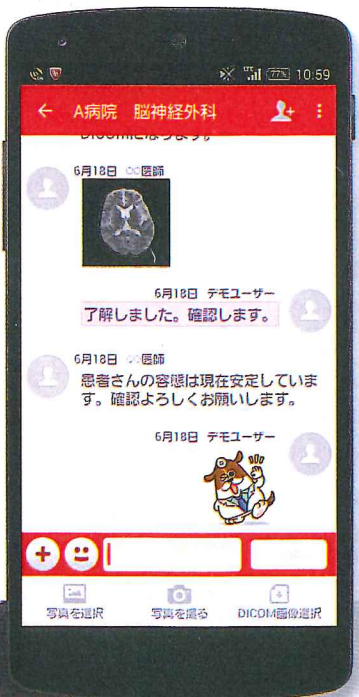 LTE 77% 10:59
← A病院 脳神経外科
Dicomになります。
6月18日 ○○医師
6月18日 デモユーザー
了解しました。確認します。
6月18日 ○○医師
患者さんの容態は現在安定していま
す。確認よろしくお願いします。
6月18日 デモユーザー
写真を選択
写真を撮る
DICOM画像選択